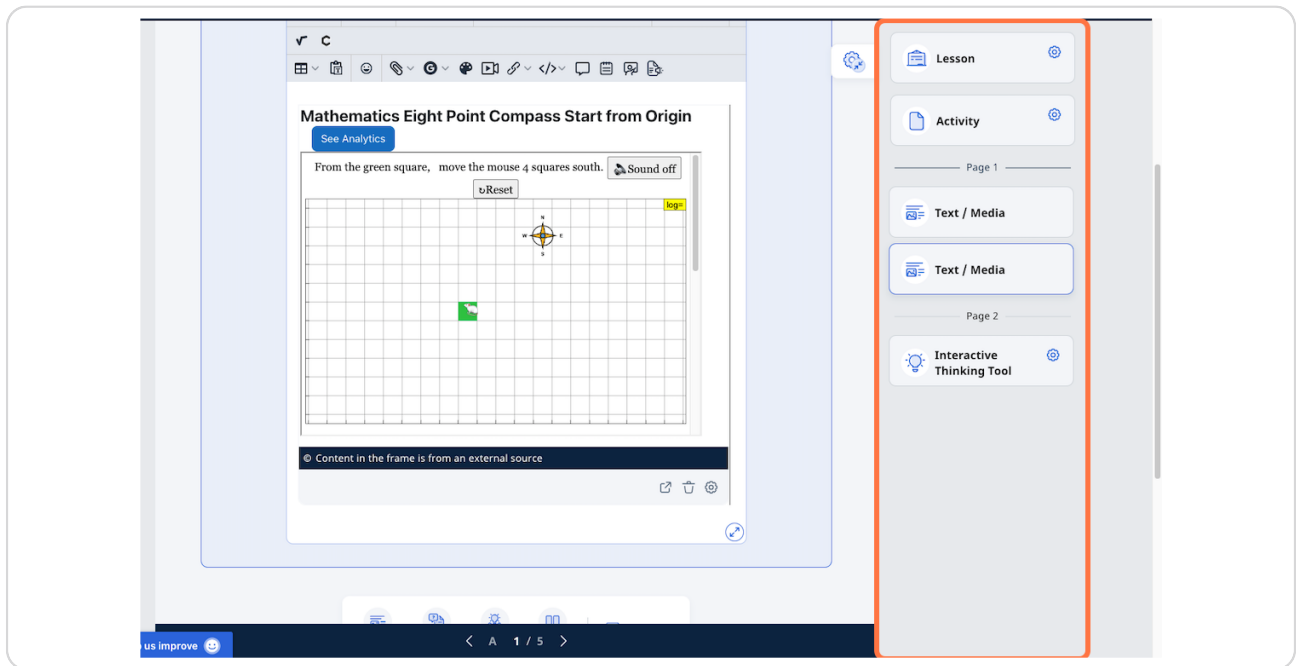 Mathematics Eight Point Compass Start from Origin
See Analytics
From the green square, move the mouse 4 squares south. Sound off
↻Reset
log=
N
W E
S
© Content in the frame is from an external source
us improve
A 1 / 5
Lesson
Activity
Page 1
Text / Media
Text / Media
Page 2
Interactive
Thinking Tool